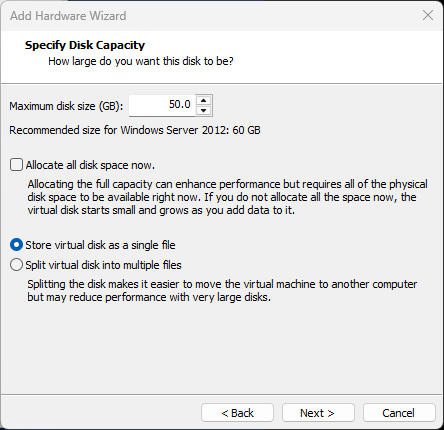 Add Hardware Wizard
Specify Disk Capacity
How large do you want this disk to be?
Maximum disk size (GB): 50.0
Recommended size for Windows Server 2012: 60 GB
Allocate all disk space now.
Allocating the full capacity can enhance performance but requires all of the physical
disk space to be available right now. If you do not allocate all the space now, the
virtual disk starts small and grows as you add data to it.
Store virtual disk as a single file
Split virtual disk into multiple files
Splitting the disk makes it easier to move the virtual machine to another computer
but may reduce performance with very large disks.
< Back Next > Cancel